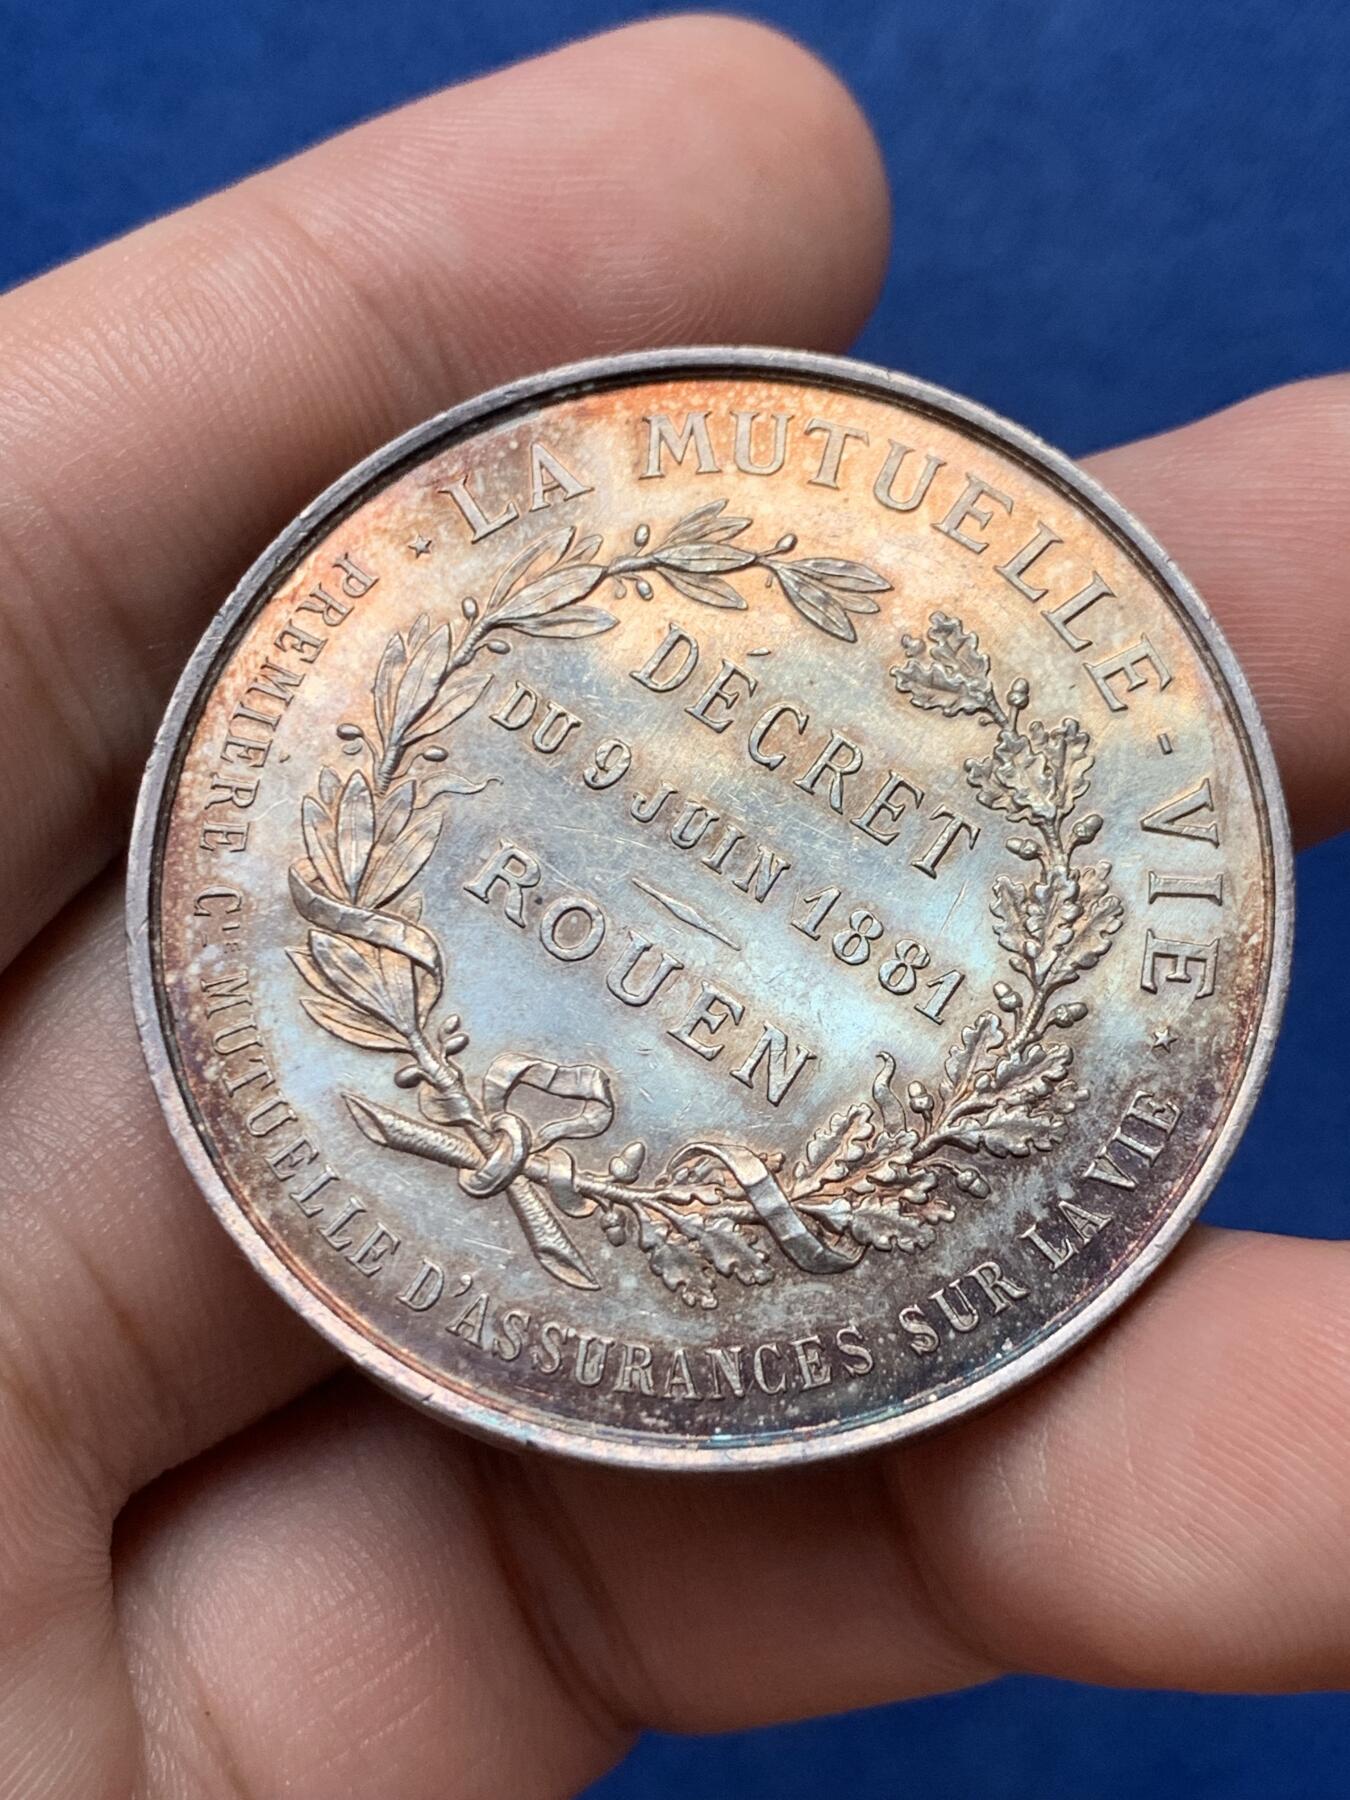 ★ LA MUTUELLE - VIE ★
PREMIÈRE Cᴵᴱ MUTUELLE D'ASSURANCES SUR LA VIE
DÉCRET
DU 9 JUIN 1881
ROUEN